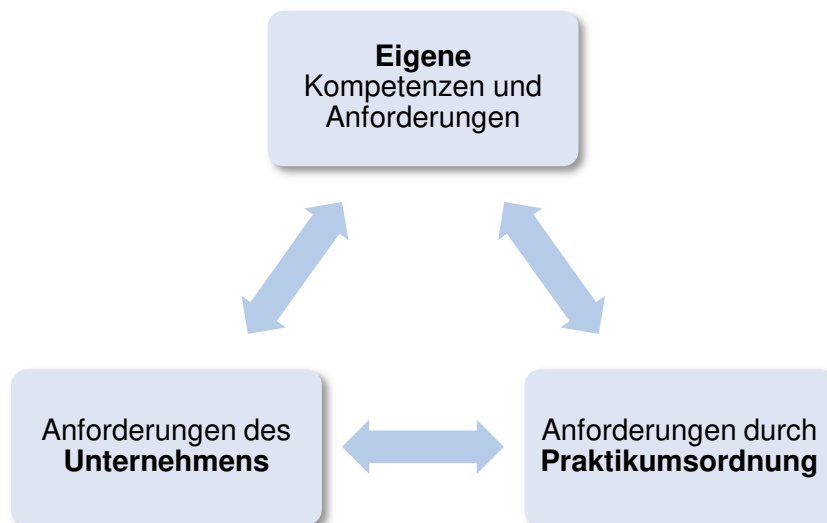 Eigene
Kompetenzen und
Anforderungen
Anforderungen des
Unternehmens
Anforderungen durch
Praktikumsordnung